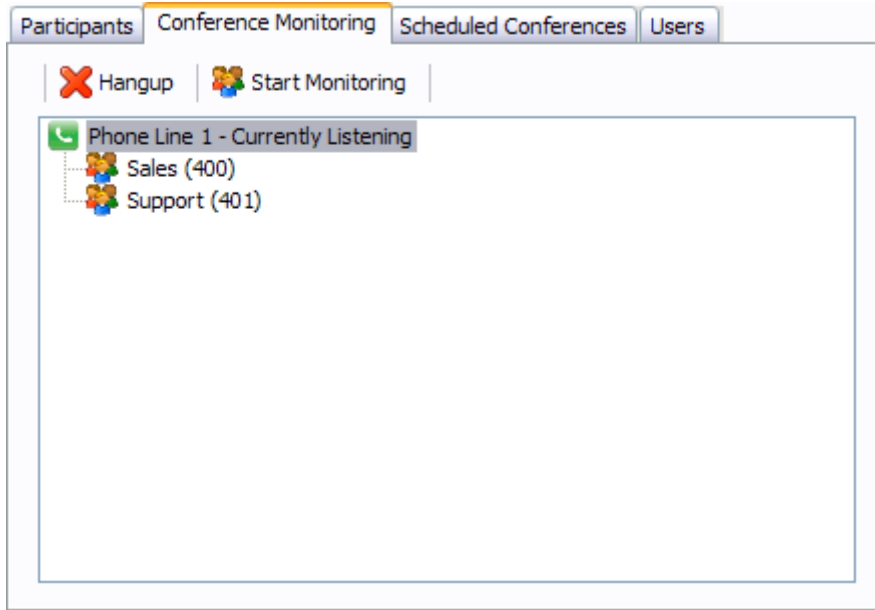 Participants Conference Monitoring Scheduled Conferences Users
Hangup Start Monitoring
Phone Line 1 - Currently Listening
Sales (400)
Support (401)